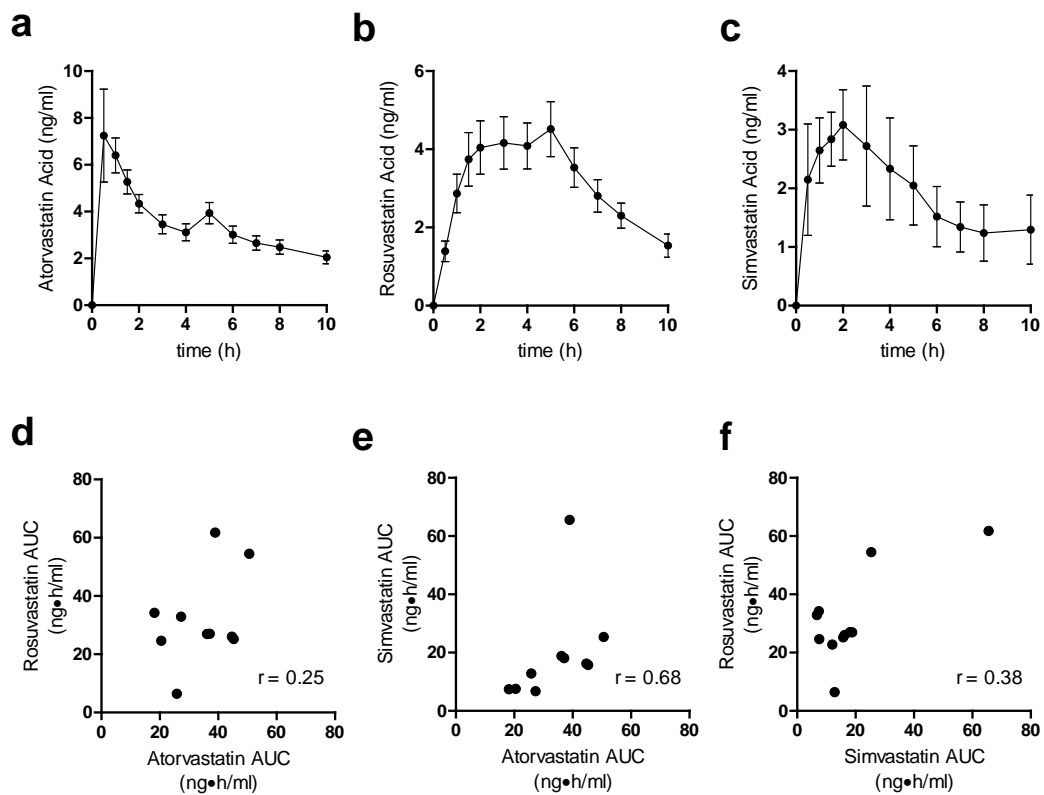 a
b
c
Atorvastatin Acid (ng/ml)
10
8
6
4
2
0
0 2 4 6 8 10
time (h)
Rosuvastatin Acid (ng/ml)
6
4
2
0
0 2 4 6 8 10
time (h)
Simvastatin Acid (ng/ml)
4
3
2
1
0
0 2 4 6 8 10
time (h)
d
e
f
Rosuvastatin AUC
(ng•h/ml)
80
60
40
20
0
r = 0.25
0 20 40 60 80
Atorvastatin AUC
(ng•h/ml)
Simvastatin AUC
(ng•h/ml)
80
60
40
20
0
r = 0.68
0 20 40 60 80
Atorvastatin AUC
(ng•h/ml)
Rosuvastatin AUC
(ng•h/ml)
80
60
40
20
0
r = 0.38
0 20 40 60 80
Simvastatin AUC
(ng•h/ml)